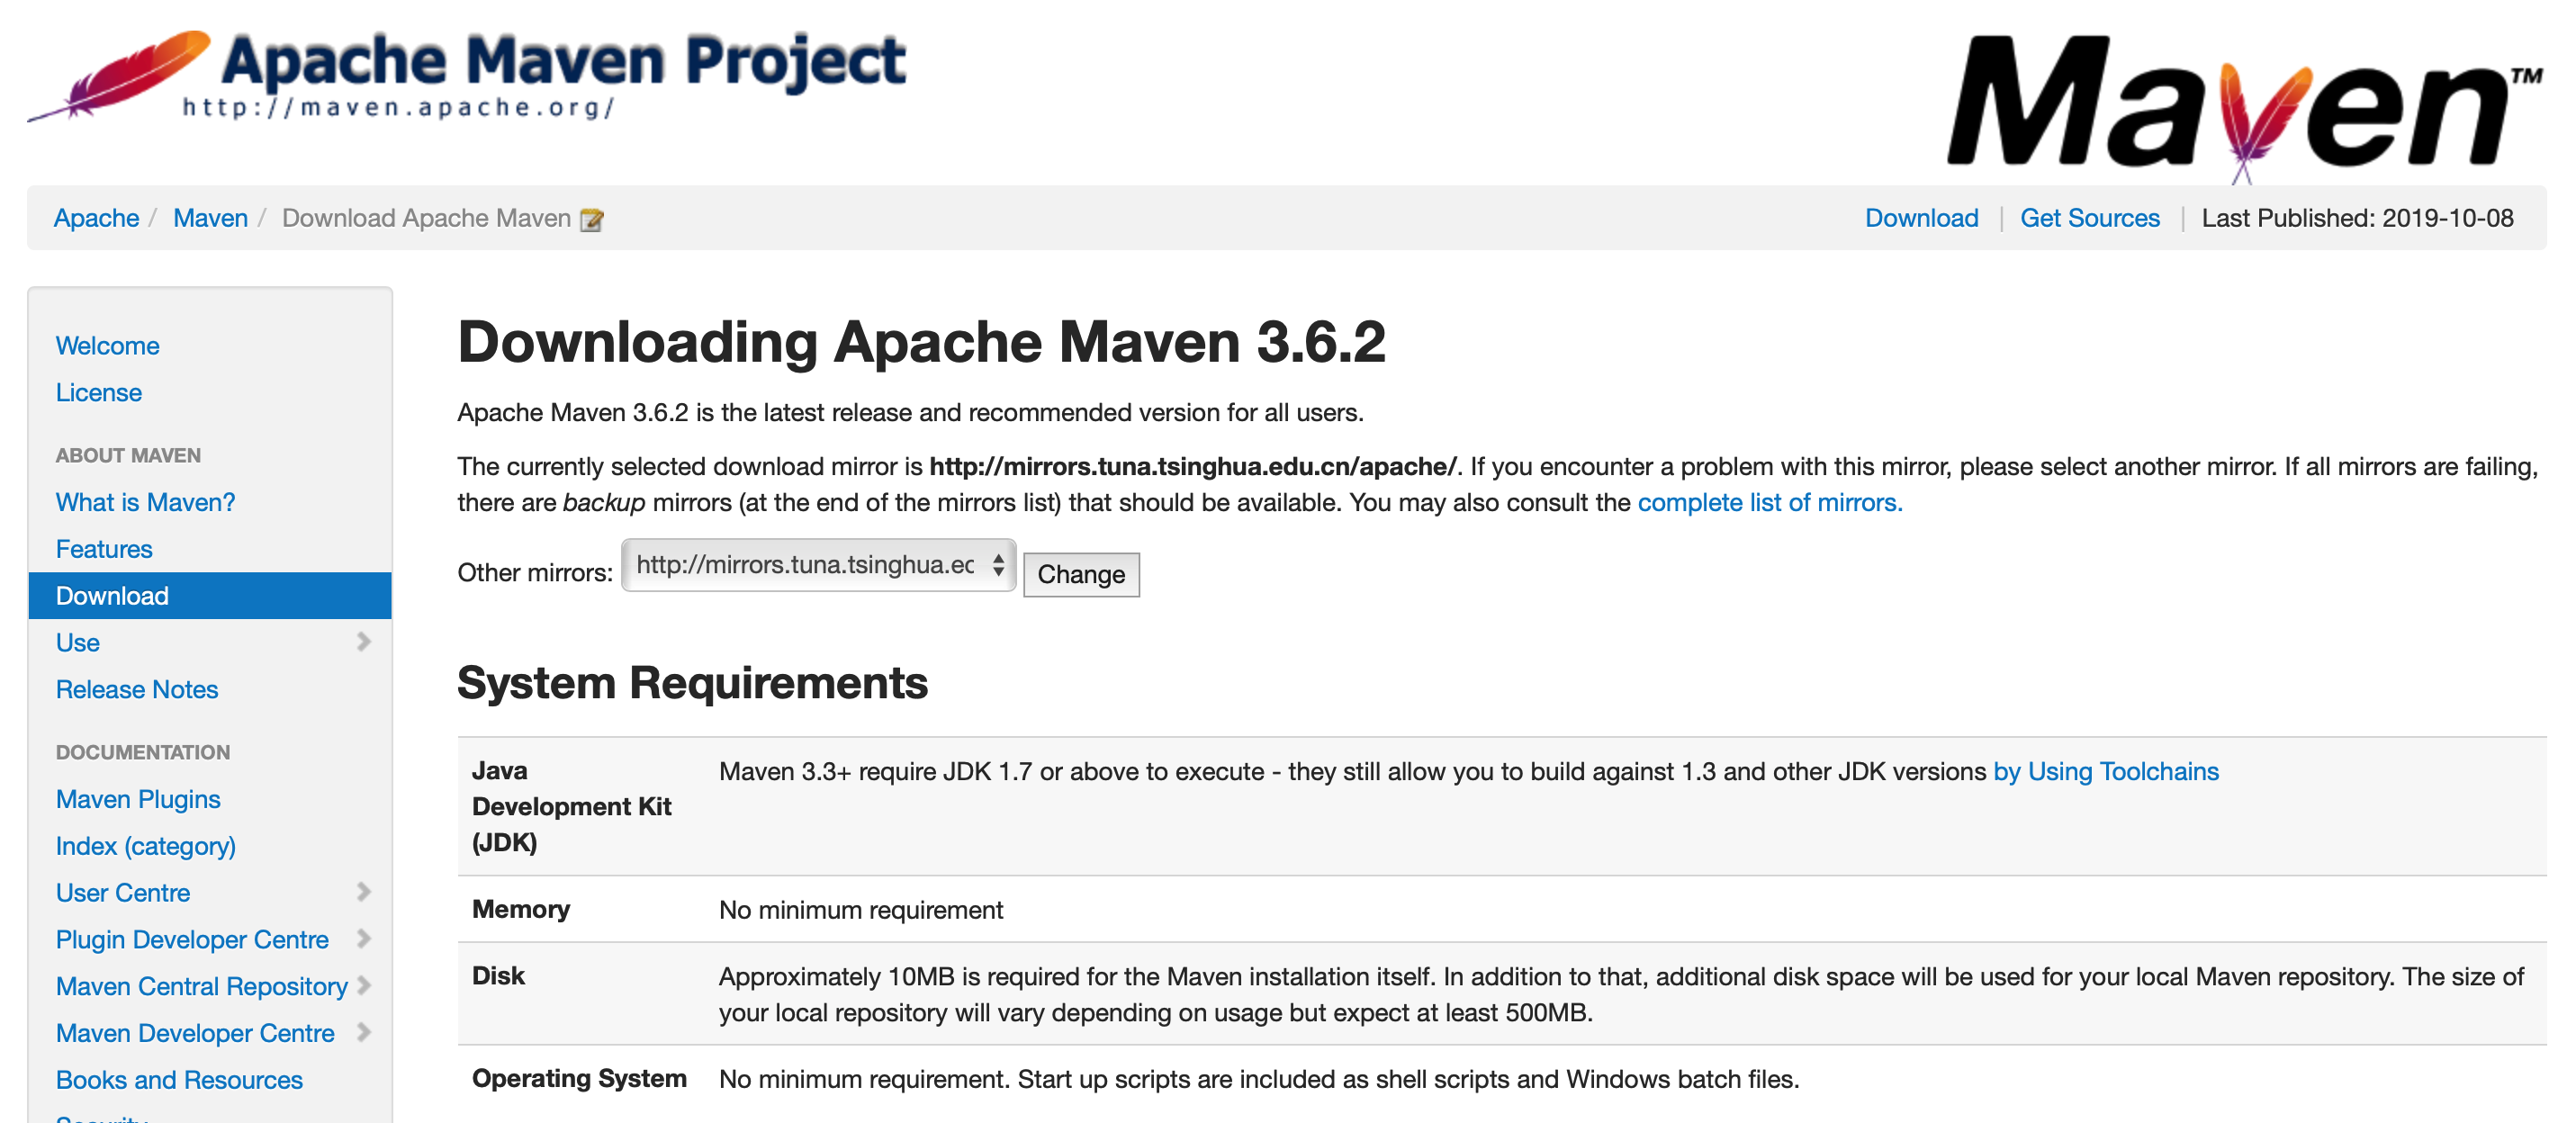 Apache Maven Project
http://maven.apache.org/
Maven™
Apache / Maven / Download Apache Maven
Download | Get Sources | Last Published: 2019-10-08
Welcome
License
ABOUT MAVEN
What is Maven?
Features
Download
Use
Release Notes
DOCUMENTATION
Maven Plugins
Index (category)
User Centre
Plugin Developer Centre
Maven Central Repository
Maven Developer Centre
Books and Resources
Security
Downloading Apache Maven 3.6.2
Apache Maven 3.6.2 is the latest release and recommended version for all users.
The currently selected download mirror is http://mirrors.tuna.tsinghua.edu.cn/apache/. If you encounter a problem with this mirror, please select another mirror. If all mirrors are failing,
there are backup mirrors (at the end of the mirrors list) that should be available. You may also consult the complete list of mirrors.
Other mirrors: http://mirrors.tuna.tsinghua.ec Change
System Requirements
Java
Development Kit
(JDK)
Maven 3.3+ require JDK 1.7 or above to execute - they still allow you to build against 1.3 and other JDK versions by Using Toolchains
Memory No minimum requirement
Disk Approximately 10MB is required for the Maven installation itself. In addition to that, additional disk space will be used for your local Maven repository. The size of
your local repository will vary depending on usage but expect at least 500MB.
Operating System No minimum requirement. Start up scripts are included as shell scripts and Windows batch files.